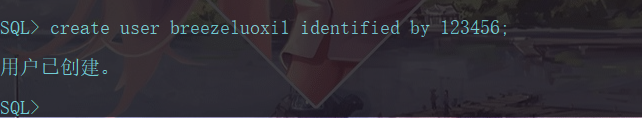 SQL> create user breezeluoxil identified by 123456;
用户已创建。
SQL>